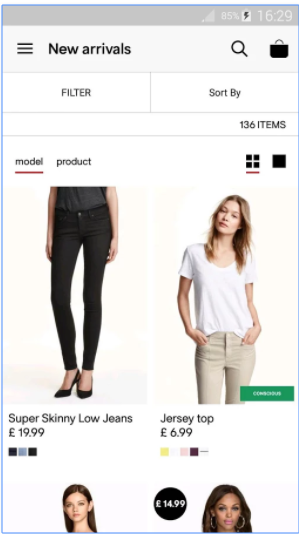 85% 16:29
New arrivals
FILTER Sort By
136 ITEMS
model product
CONSCIOUS
Super Skinny Low Jeans Jersey top
£ 19.99 £ 6.99
£ 14.99